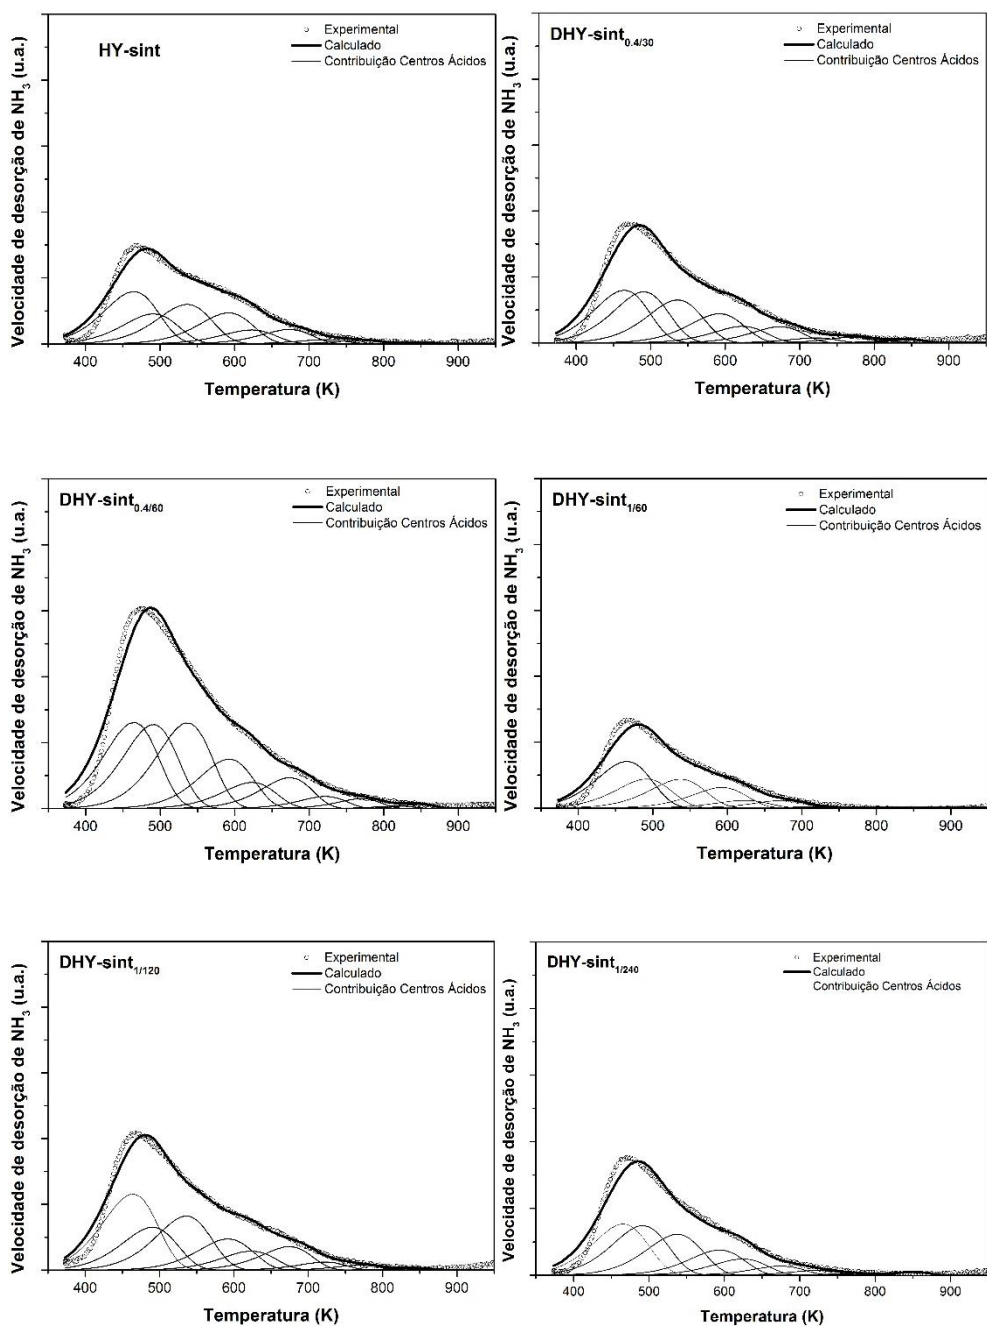 HY-sint
Experimental
Calculado
Contribuição Centros Ácidos
Velocidade de desorção de NH₃ (u.a.)
400 500 600 700 800 900
Temperatura (K)
DHY-sint₀.₄/₃₀
Experimental
Calculado
Contribuição Centros Ácidos
Velocidade de desorção de NH₃ (u.a.)
400 500 600 700 800 900
Temperatura (K)
DHY-sint₀.₄/₆₀
Experimental
Calculado
Contribuição Centros Ácidos
Velocidade de desorção de NH₃ (u.a.)
400 500 600 700 800 900
Temperatura (K)
DHY-sint₁/₆₀
Experimental
Calculado
Contribuição Centros Ácidos
Velocidade de desorção de NH₃ (u.a.)
400 500 600 700 800 900
Temperatura (K)
DHY-sint₁/₁₂₀
Experimental
Calculado
Contribuição Centros Ácidos
Velocidade de desorção de NH₃ (u.a.)
400 500 600 700 800 900
Temperatura (K)
DHY-sint₁/₂₄₀
Experimental
Calculado
Contribuição Centros Ácidos
Velocidade de desorção de NH₃ (u.a.)
400 500 600 700 800 900
Temperatura (K)